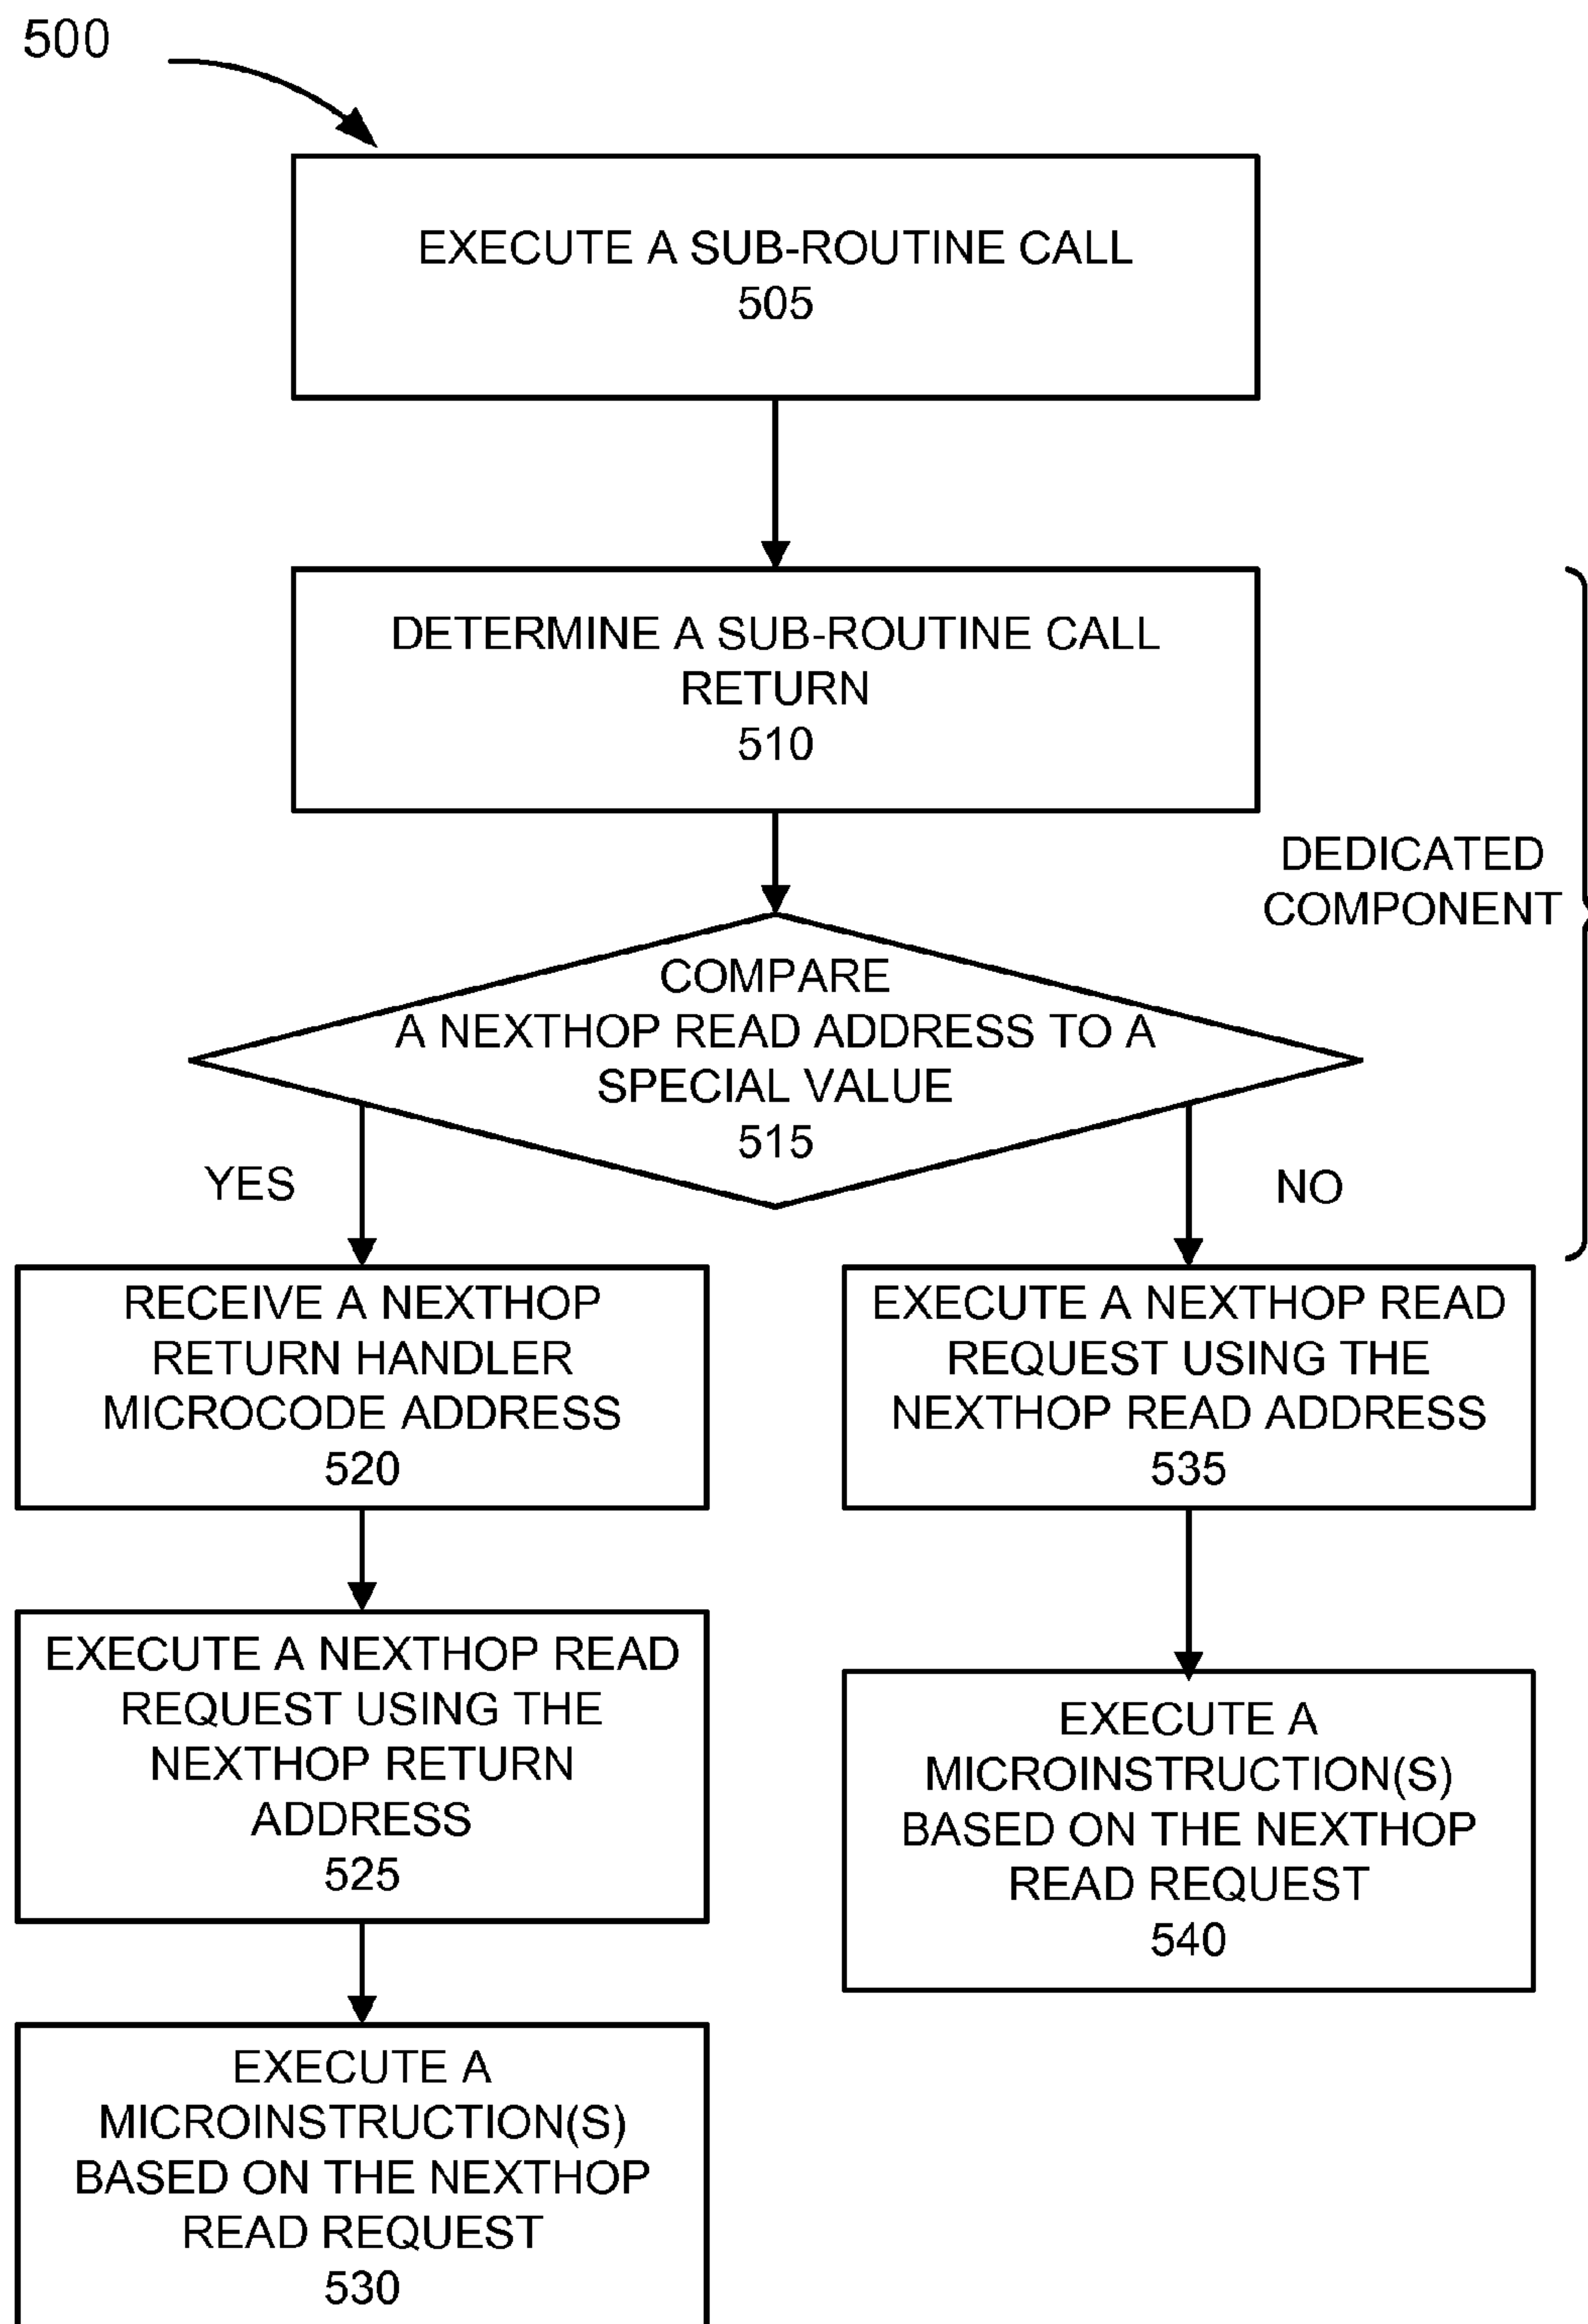 500
EXECUTE A SUB-ROUTINE CALL
505
DETERMINE A SUB-ROUTINE CALL
RETURN
510
DEDICATED
COMPONENT
COMPARE
A NEXTHOP READ ADDRESS TO A
SPECIAL VALUE
515
YES
NO
RECEIVE A NEXTHOP
RETURN HANDLER
MICROCODE ADDRESS
520
EXECUTE A NEXTHOP READ
REQUEST USING THE
NEXTHOP READ ADDRESS
535
EXECUTE A NEXTHOP READ
REQUEST USING THE
NEXTHOP RETURN
ADDRESS
525
EXECUTE A
MICROINSTRUCTION(S)
BASED ON THE NEXTHOP
READ REQUEST
540
EXECUTE A
MICROINSTRUCTION(S)
BASED ON THE NEXTHOP
READ REQUEST
530